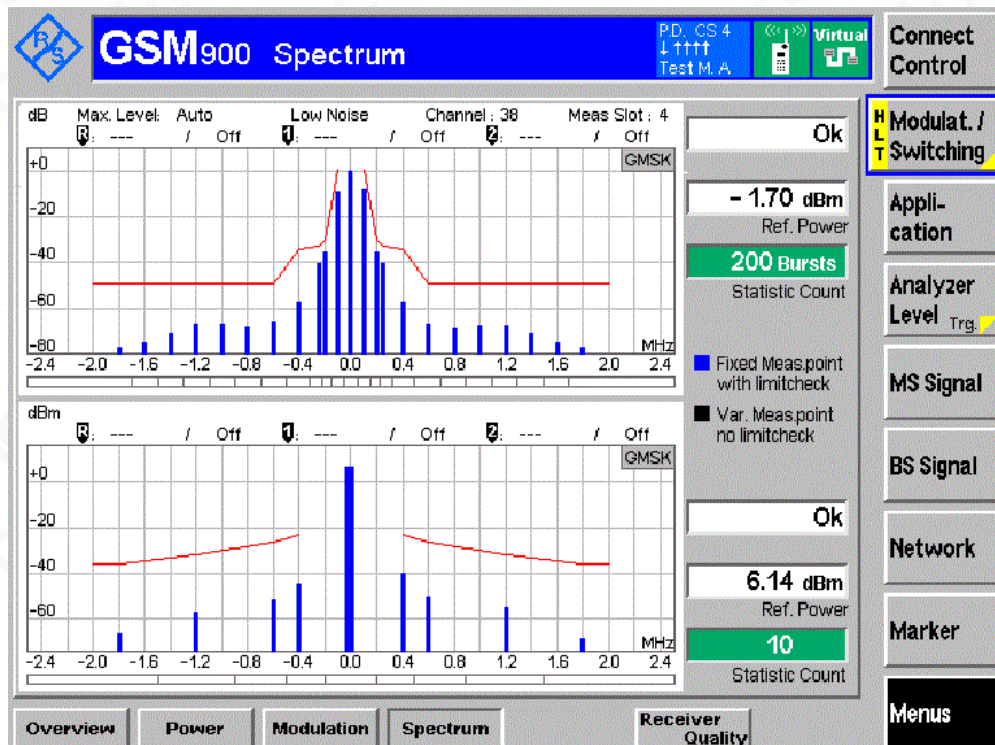 R S
GSM900 Spectrum
P.D. CS 4
Test M. A.
Virtual
Connect
Control
dB Max. Level: Auto Low Noise Channel : 38 Meas Slot : 4
R: --- / Off 1: --- / Off 2: --- / Off
GMSK
+0
-20
-40
-60
-80
MHz
-2.4 -2.0 -1.6 -1.2 -0.8 -0.4 0.0 0.4 0.8 1.2 1.6 2.0 2.4
dBm
R: --- / Off 1: --- / Off 2: --- / Off
GMSK
+0
-20
-40
-60
MHz
-2.4 -2.0 -1.6 -1.2 -0.8 -0.4 0.0 0.4 0.8 1.2 1.6 2.0 2.4
Ok
- 1.70 dBm
Ref. Power
200 Bursts
Statistic Count
Fixed Meas.point
with limitcheck
Var. Meas.point
no limitcheck
Ok
6.14 dBm
Ref. Power
10
Statistic Count
HLT
Modulat. /
Switching
Appli-
cation
Analyzer
Level Trg.
MS Signal
BS Signal
Network
Marker
Menus
Overview Power Modulation Spectrum Receiver
Quality